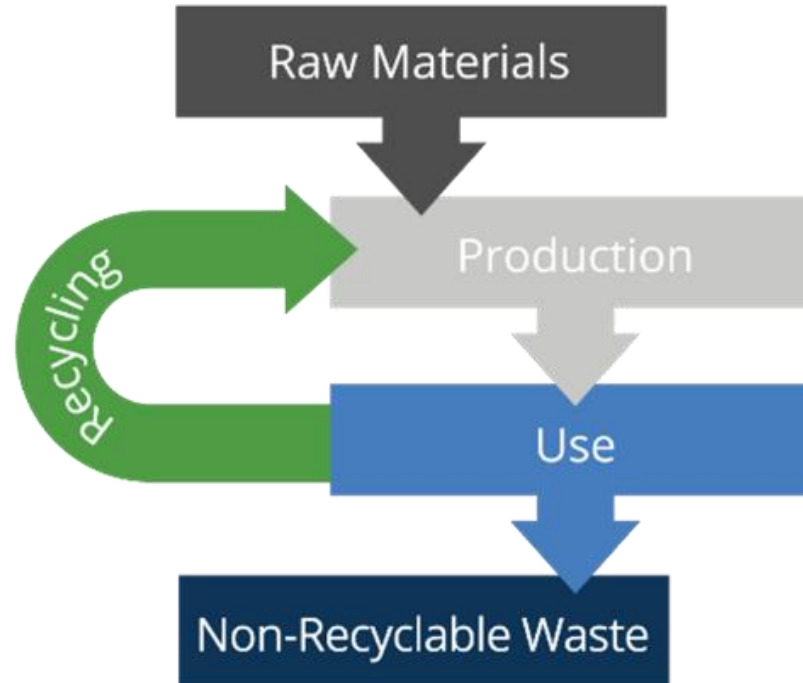 Raw Materials
Recycling
Production
Use
Non-Recyclable Waste